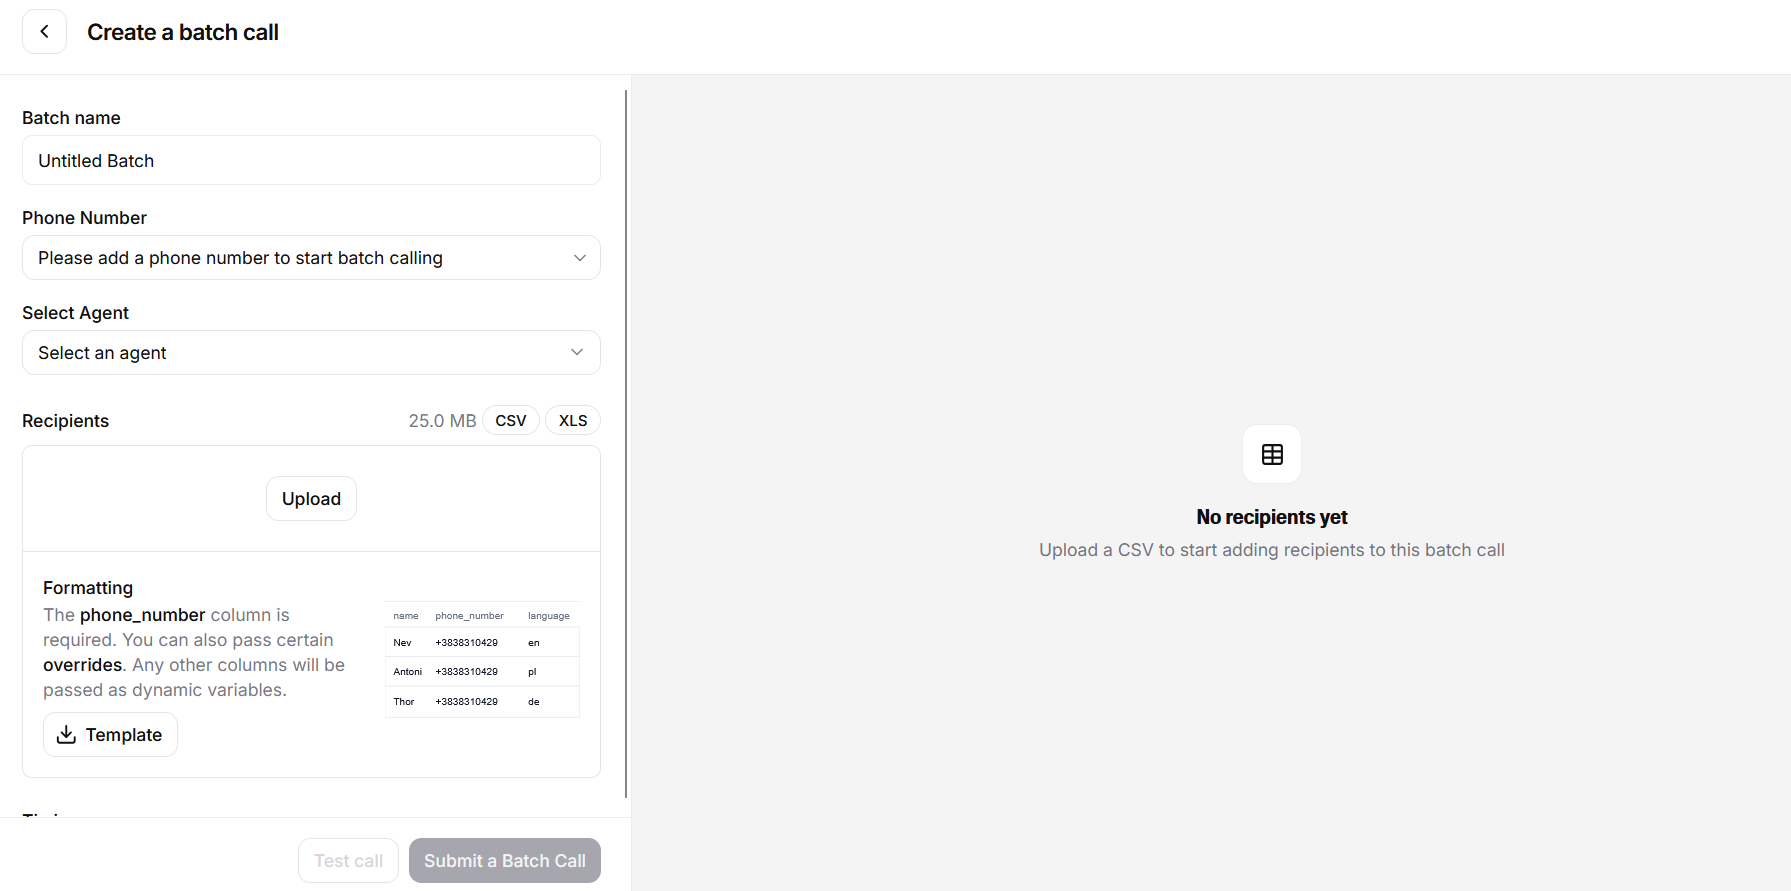 Create a batch call
Batch name
Untitled Batch
Phone Number
Please add a phone number to start batch calling
Select Agent
Select an agent
Recipients 25.0 MB CSV XLS
Upload
Formatting
The phone_number column is
required. You can also pass certain
overrides. Any other columns will be
passed as dynamic variables.
Template
name phone_number language
Nev +3838310429 en
Antoni +3838310429 pl
Thor +3838310429 de
Test call Submit a Batch Call
No recipients yet
Upload a CSV to start adding recipients to this batch call